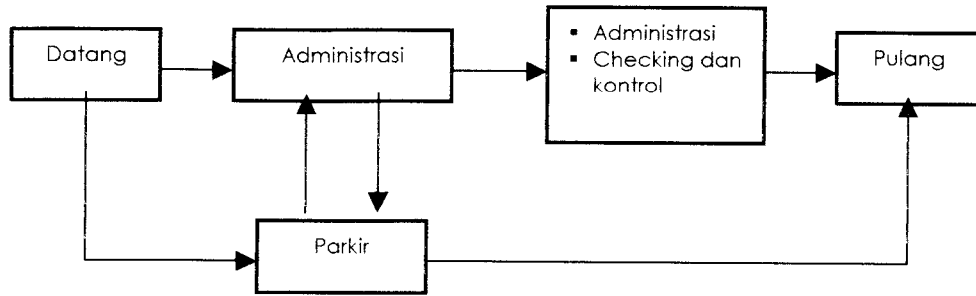 Datang
Administrasi
▪ Administrasi
▪ Checking dan
kontrol
Pulang
Parkir